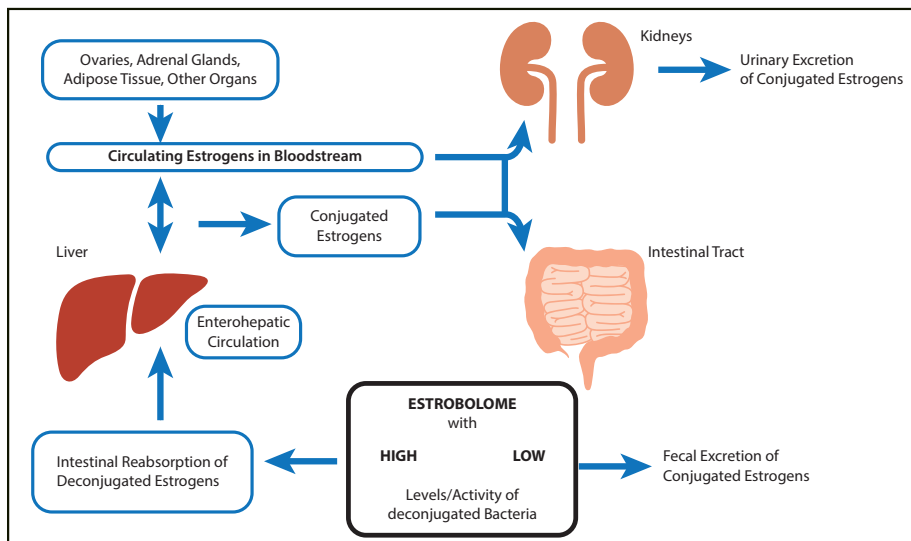 Ovaries, Adrenal Glands,
Adipose Tissue, Other Organs
Kidneys
Urinary Excretion
of Conjugated Estrogens
Circulating Estrogens in Bloodstream
Conjugated
Estrogens
Liver
Intestinal Tract
Enterohepatic
Circulation
ESTROBOLOME
with
HIGH LOW
Levels/Activity of
deconjugated Bacteria
Intestinal Reabsorption of
Deconjugated Estrogens
Fecal Excretion of
Conjugated Estrogens